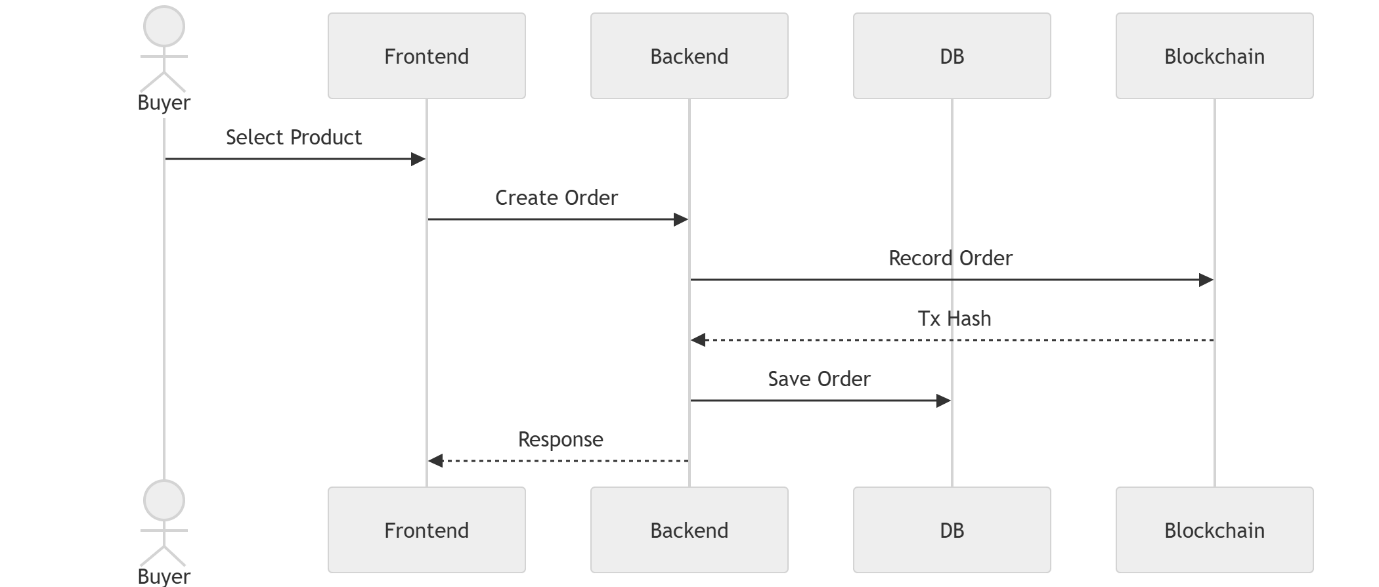 Buyer
Frontend
Backend
DB
Blockchain
Select Product
Create Order
Record Order
Tx Hash
Save Order
Response
Buyer
Frontend
Backend
DB
Blockchain